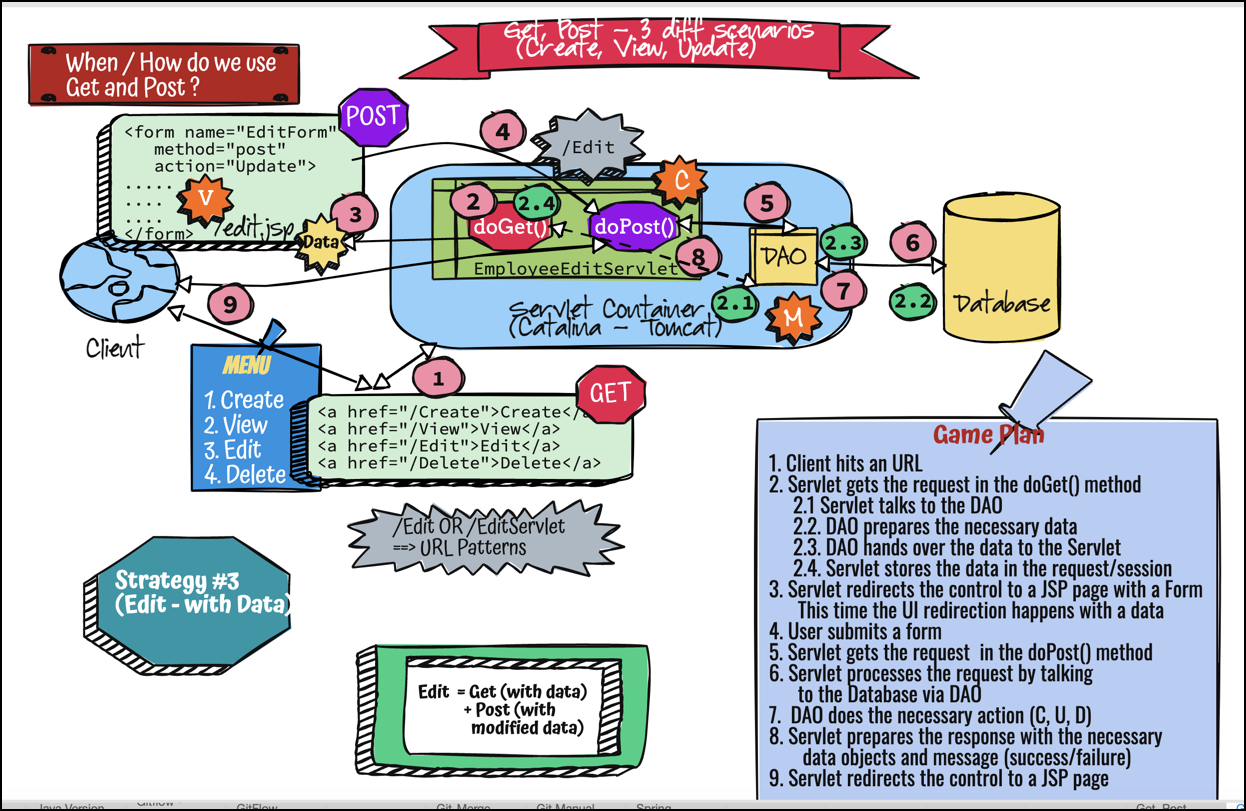 Get, Post - 3 diff scenarios
(Create, View, Update)
When / How do we use
Get and Post ?
POST
<form name="EditForm"
method="post"
action="Update">
.....
....
....
</form>
V
/edit.jsp
Data
3
4
/Edit
C
2
2.4
doGet()
doPost()
EmployeeEditServlet
5
8
DAO
2.3
6
7
2.1
2.2
M
Database
Servlet Container
(Catalina - Tomcat)
Client
9
1
MENU
1. Create
2. View
3. Edit
4. Delete
GET
<a href="/Create">Create</a
<a href="/View">View</a>
<a href="/Edit">Edit</a>
<a href="/Delete">Delete</a>
/Edit OR /EditServlet
==> URL Patterns
Strategy #3
(Edit - with Data)
Edit = Get (with data)
+ Post (with
modified data)
Game Plan
1. Client hits an URL
2. Servlet gets the request in the doGet() method
2.1 Servlet talks to the DAO
2.2. DAO prepares the necessary data
2.3. DAO hands over the data to the Servlet
2.4. Servlet stores the data in the request/session
3. Servlet redirects the control to a JSP page with a Form
This time the UI redirection happens with a data
4. User submits a form
5. Servlet gets the request in the doPost() method
6. Servlet processes the request by talking
to the Database via DAO
7. DAO does the necessary action (C, U, D)
8. Servlet prepares the response with the necessary
data objects and message (success/failure)
9. Servlet redirects the control to a JSP page
Java Version
Gitflow
GitFlow
Git-Merge
Git Manual
Spring
Get, Post